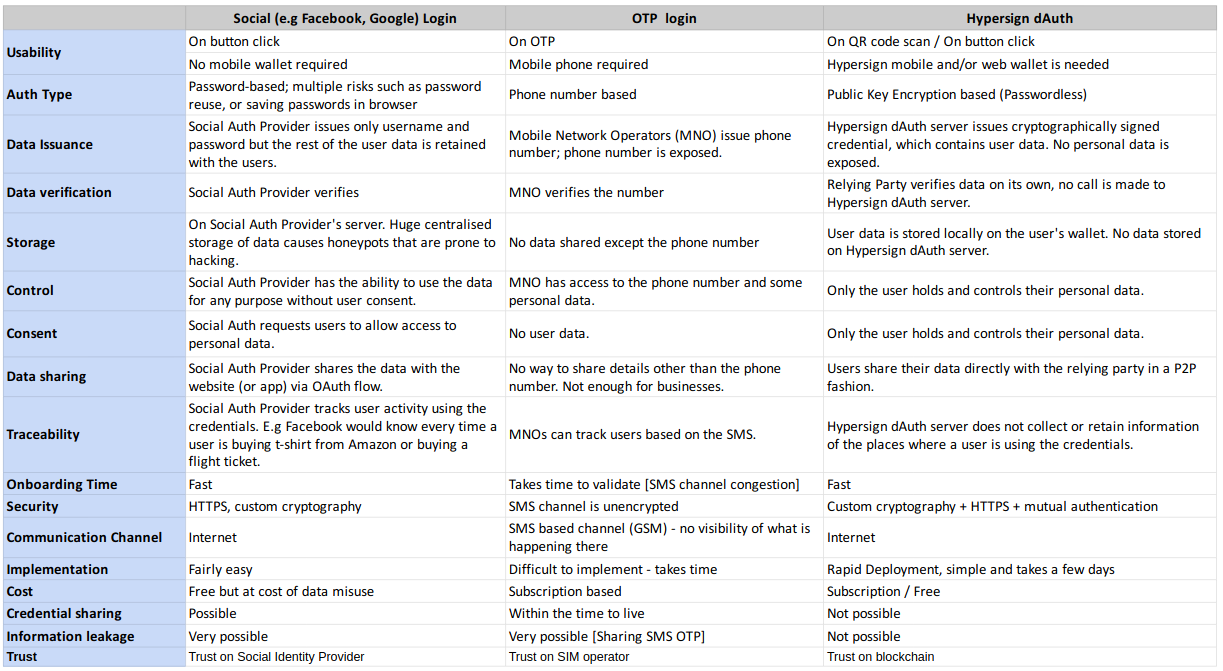 Social (e.g Facebook, Google) Login
OTP login
Hypersign dAuth
Usability
On button click
On OTP
On QR code scan / On button click
No mobile wallet required
Mobile phone required
Hypersign mobile and/or web wallet is needed
Auth Type
Password-based; multiple risks such as password
reuse, or saving passwords in browser
Phone number based
Public Key Encryption based (Passwordless)
Data Issuance
Social Auth Provider issues only username and
password but the rest of the user data is retained
with the users.
Mobile Network Operators (MNO) issue phone
number; phone number is exposed.
Hypersign dAuth server issues cryptographically signed
credential, which contains user data. No personal data is
exposed.
Data verification
Social Auth Provider verifies
MNO verifies the number
Relying Party verifies data on its own, no call is made to
Hypersign dAuth server.
Storage
On Social Auth Provider's server. Huge centralised
storage of data causes honeypots that are prone to
hacking.
No data shared except the phone number
User data is stored locally on the user's wallet. No data stored
on Hypersign dAuth server.
Control
Social Auth Provider has the ability to use the data
for any purpose without user consent.
MNO has access to the phone number and some
personal data.
Only the user holds and controls their personal data.
Consent
Social Auth requests users to allow access to
personal data.
No user data.
Only the user holds and controls their personal data.
Data sharing
Social Auth Provider shares the data with the
website (or app) via OAuth flow.
No way to share details other than the phone
number. Not enough for businesses.
Users share their data directly with the relying party in a P2P
fashion.
Traceability
Social Auth Provider tracks user activity using the
credentials. E.g Facebook would know every time a
user is buying t-shirt from Amazon or buying a
flight ticket.
MNOs can track users based on the SMS.
Hypersign dAuth server does not collect or retain information
of the places where a user is using the credentials.
Onboarding Time
Fast
Takes time to validate [SMS channel congestion]
Fast
Security
HTTPS, custom cryptography
SMS channel is unencrypted
Custom cryptography + HTTPS + mutual authentication
Communication Channel
Internet
SMS based channel (GSM) - no visibility of what is
happening there
Internet
Implementation
Fairly easy
Difficult to implement - takes time
Rapid Deployment, simple and takes a few days
Cost
Free but at cost of data misuse
Subscription based
Subscription / Free
Credential sharing
Possible
Within the time to live
Not possible
Information leakage
Very possible
Very possible [Sharing SMS OTP]
Not possible
Trust
Trust on Social Identity Provider
Trust on SIM operator
Trust on blockchain